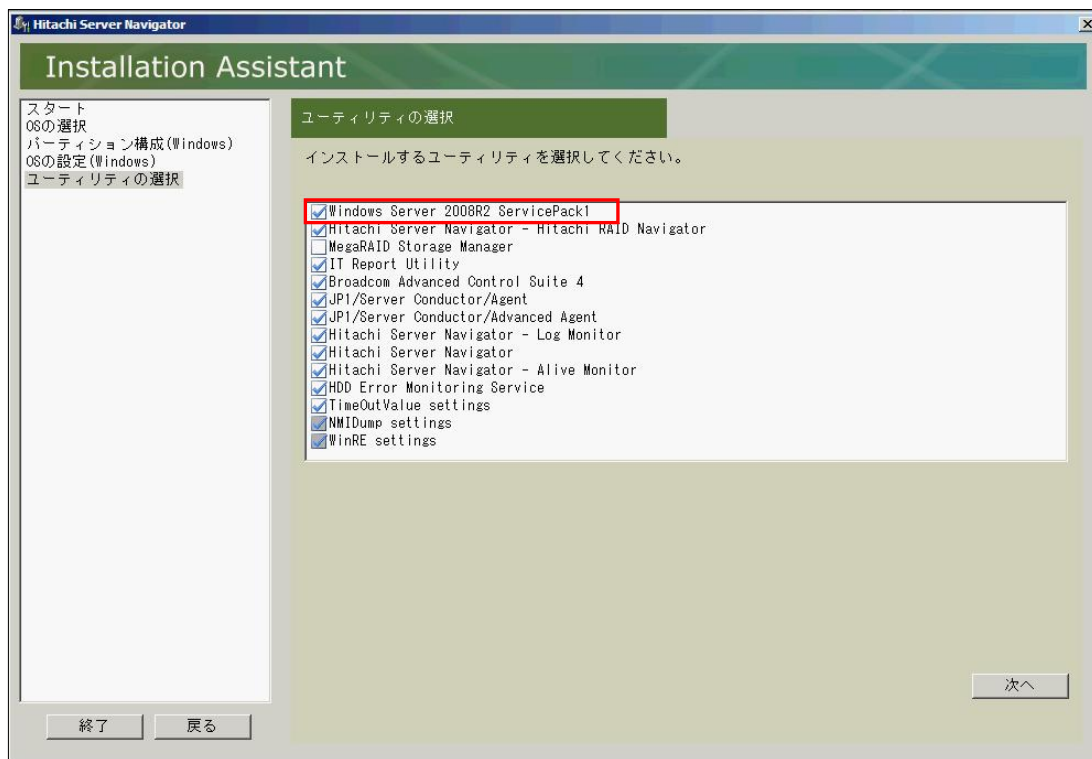 Hitachi Server Navigator
Installation Assistant
スタート
OSの選択
パーティション構成(Windows)
OSの設定(Windows)
ユーティリティの選択
ユーティリティの選択
インストールするユーティリティを選択してください。
Windows Server 2008R2 ServicePack1
Hitachi Server Navigator - Hitachi RAID Navigator
MegaRAID Storage Manager
IT Report Utility
Broadcom Advanced Control Suite 4
JP1/Server Conductor/Agent
JP1/Server Conductor/Advanced Agent
Hitachi Server Navigator - Log Monitor
Hitachi Server Navigator
Hitachi Server Navigator - Alive Monitor
HDD Error Monitoring Service
TimeOutValue settings
NMIDump settings
WinRE settings
次へ
終了
戻る